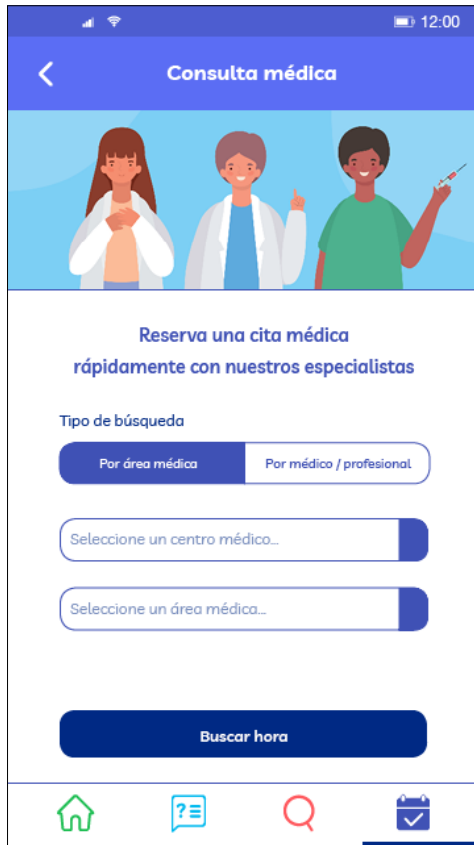 12:00
Consulta médica
Reserva una cita médica
rápidamente con nuestros especialistas
Tipo de búsqueda
Por área médica
Por médico / profesional
Seleccione un centro médico...
Seleccione un área médica...
Buscar hora
?